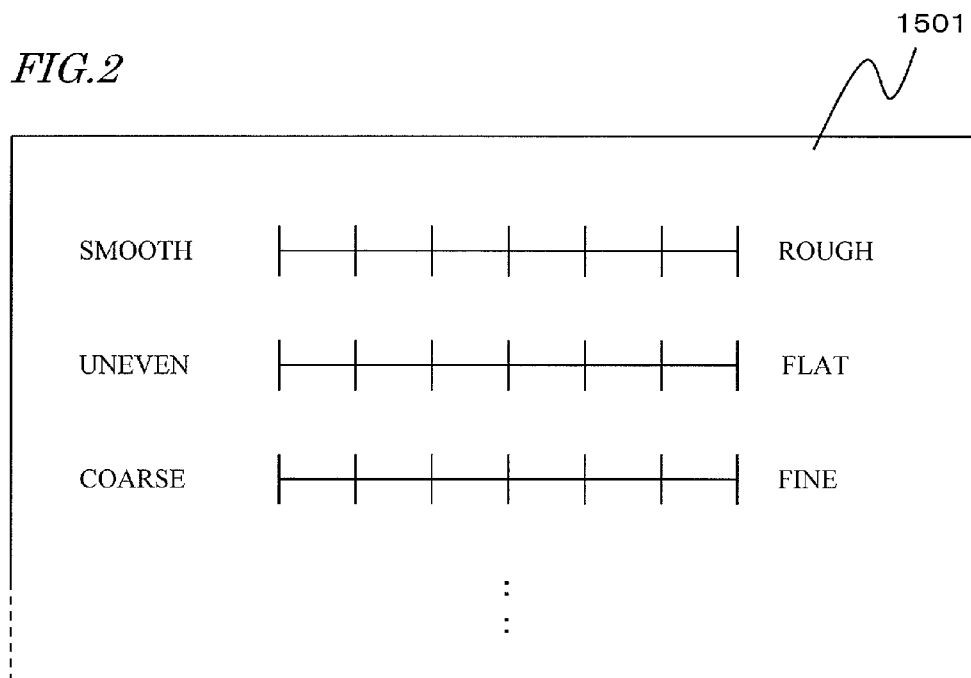 1501
FIG.2
SMOOTH ROUGH
UNEVEN FLAT
COARSE FINE